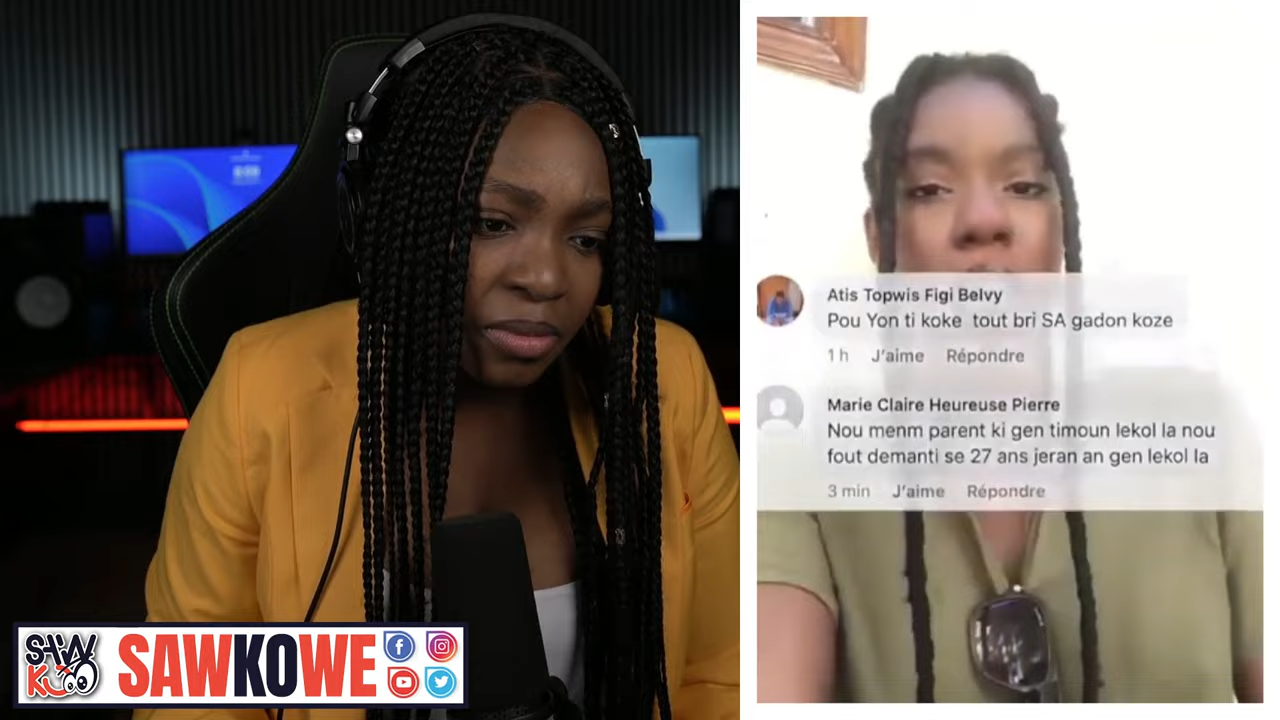 SAWKOWE
Atis Topwis Figi Belvy
Pou Yon ti koke tout bri SA gadon koze
1 h J'aime Répondre
Marie Claire Heureuse Pierre
Nou menm parent ki gen timoun lekol la nou
fout demanti se 27 ans jeran an gen lekol la
3 min J'aime Répondre